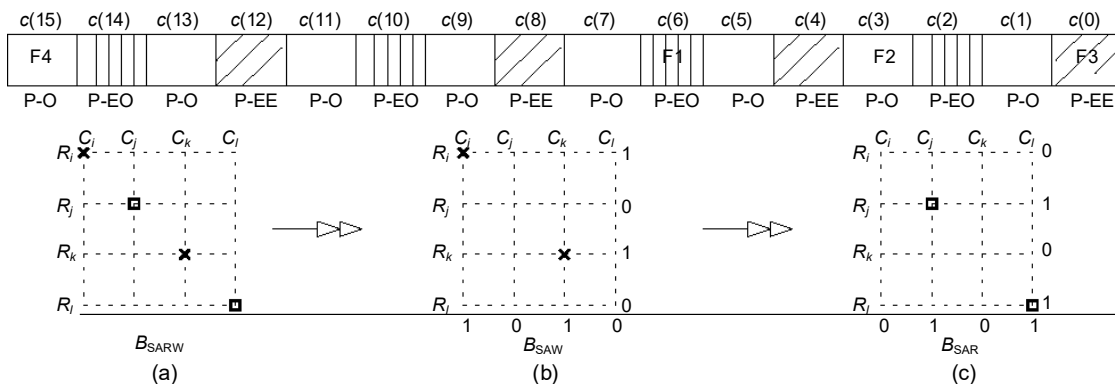 c(15) c(14) c(13) c(12) c(11) c(10) c(9) c(8) c(7) c(6) c(5) c(4) c(3) c(2) c(1) c(0)
F4 F1 F2 F3
P-O P-EO P-O P-EE P-O P-EO P-O P-EE P-O P-EO P-O P-EE P-O P-EO P-O P-EE
Ci Cj Ck Cl Cj Cj Ck Cl Ci Cj Ck Cl
Ri Ri 1 Ri 0
Rj Rj 0 Rj 1
Rk Rk 1 Rk 0
Rl Rl 0 Rl 1
1 0 1 0 0 1 0 1
BSARW BSAW BSAR
(a) (b) (c)